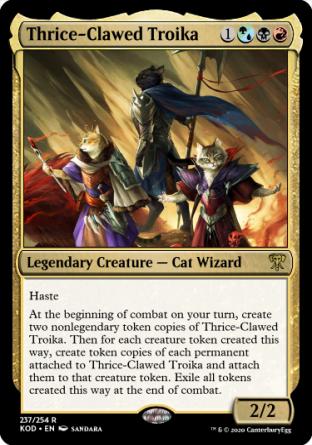 Thrice-Clawed Troika 1
Legendary Creature — Cat Wizard
Haste
At the beginning of combat on your turn, create
two nonlegendary token copies of Thrice-Clawed
Troika. Then for each creature token created this
way, create token copies of each permanent
attached to Thrice-Clawed Troika and attach
them to that creature token. Exile all tokens
created this way at the end of combat.
2/2
237/254 R
KOD • EN SANDARA
™ & © 2020 CanterburyEgg